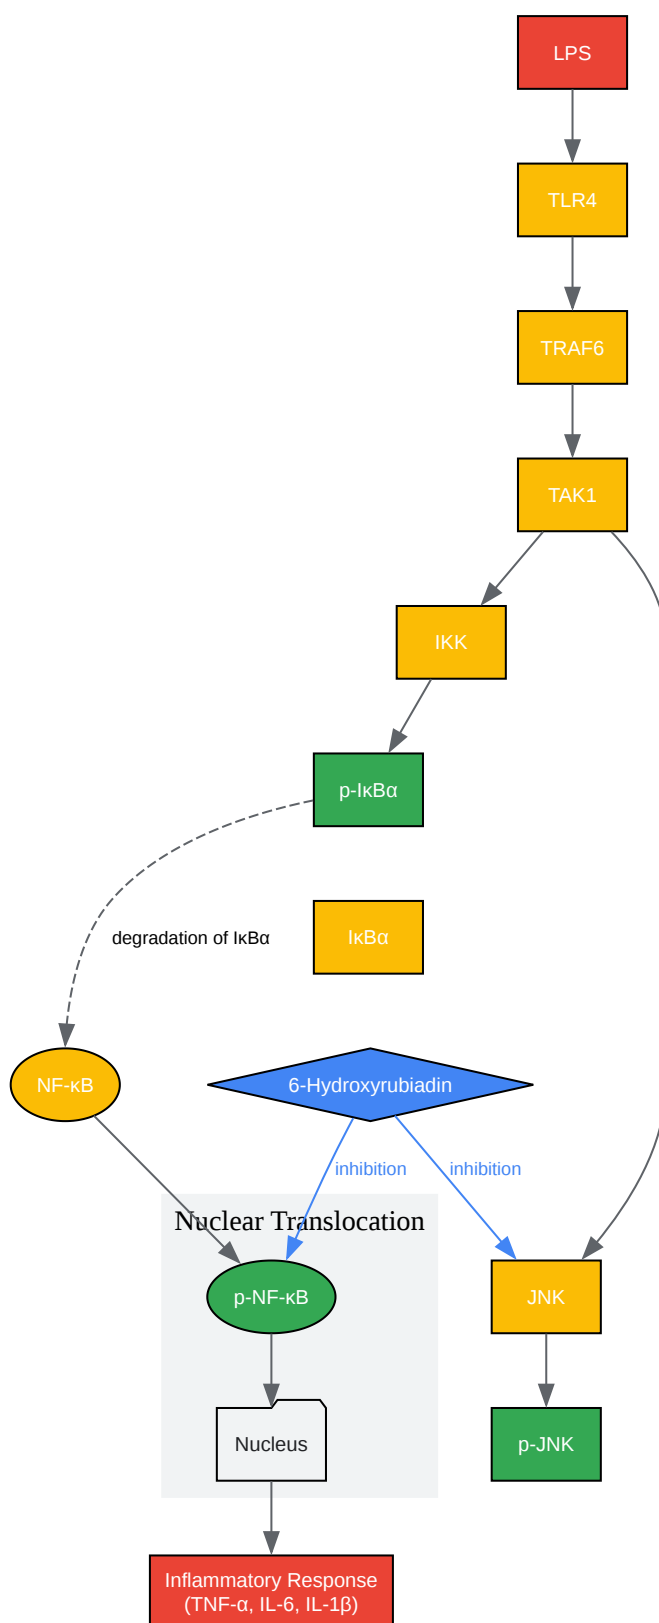 LPS
TLR4
TRAF6
TAK1
IKK
p-IκBα
degradation of IκBα
IκBα
NF-κB
6-Hydroxyrubiadin
inhibition
inhibition
Nuclear Translocation
p-NF-κB
JNK
Nucleus
p-JNK
Inflammatory Response
(TNF-α, IL-6, IL-1β)